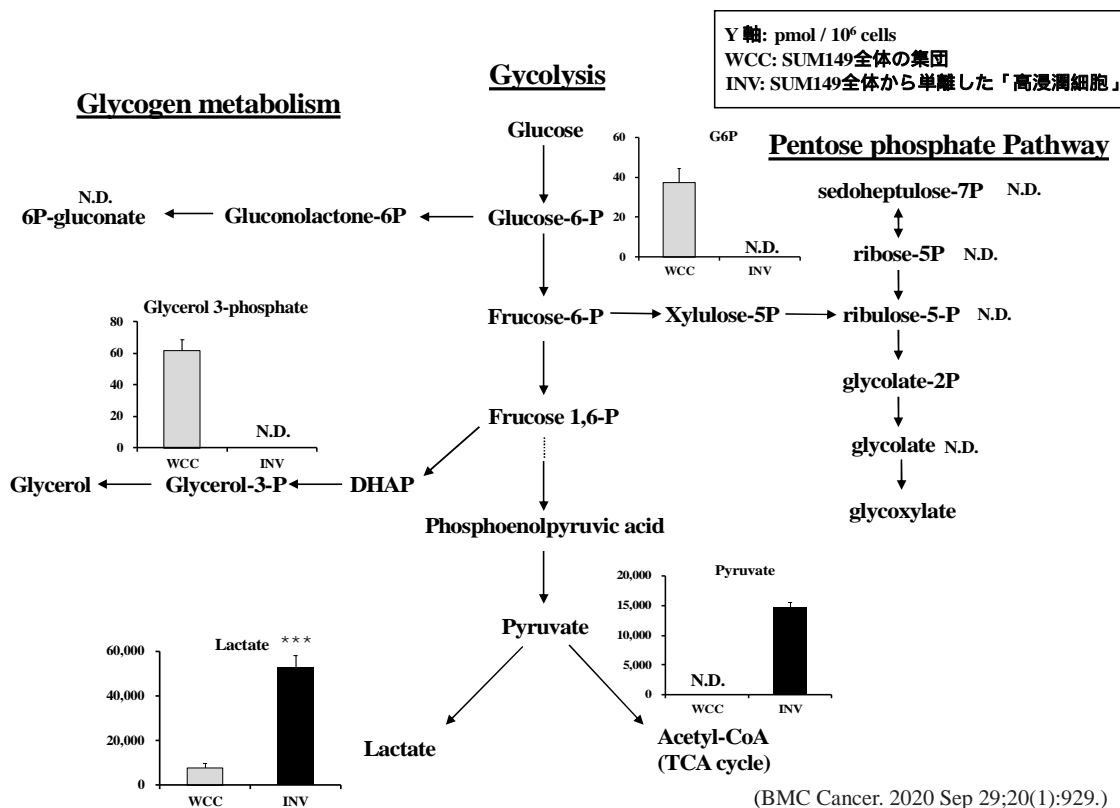 Y 軸: pmol / 10⁶ cells
WCC: SUM149全体の集団
INV: SUM149全体から単離した「高浸潤細胞」
Gycolysis
Glycogen metabolism
Pentose phosphate Pathway
Glucose
G6P
60
40
20
0
N.D.
WCC
INV
N.D.
6P-gluconate
Gluconolactone-6P
Glucose-6-P
sedoheptulose-7P N.D.
ribose-5P N.D.
Frucose-6-P
Xylulose-5P
ribulose-5-P N.D.
Glycerol 3-phosphate
80
60
40
20
0
N.D.
WCC
INV
glycolate-2P
Frucose 1,6-P
glycolate N.D.
Glycerol
Glycerol-3-P
DHAP
glycoxylate
Phosphoenolpyruvic acid
Pyruvate
20,000
15,000
10,000
5,000
0
N.D.
WCC
INV
Pyruvate
Lactate
***
60,000
40,000
20,000
0
WCC
INV
Lactate
Acetyl-CoA
(TCA cycle)
(BMC Cancer. 2020 Sep 29;20(1):929.)